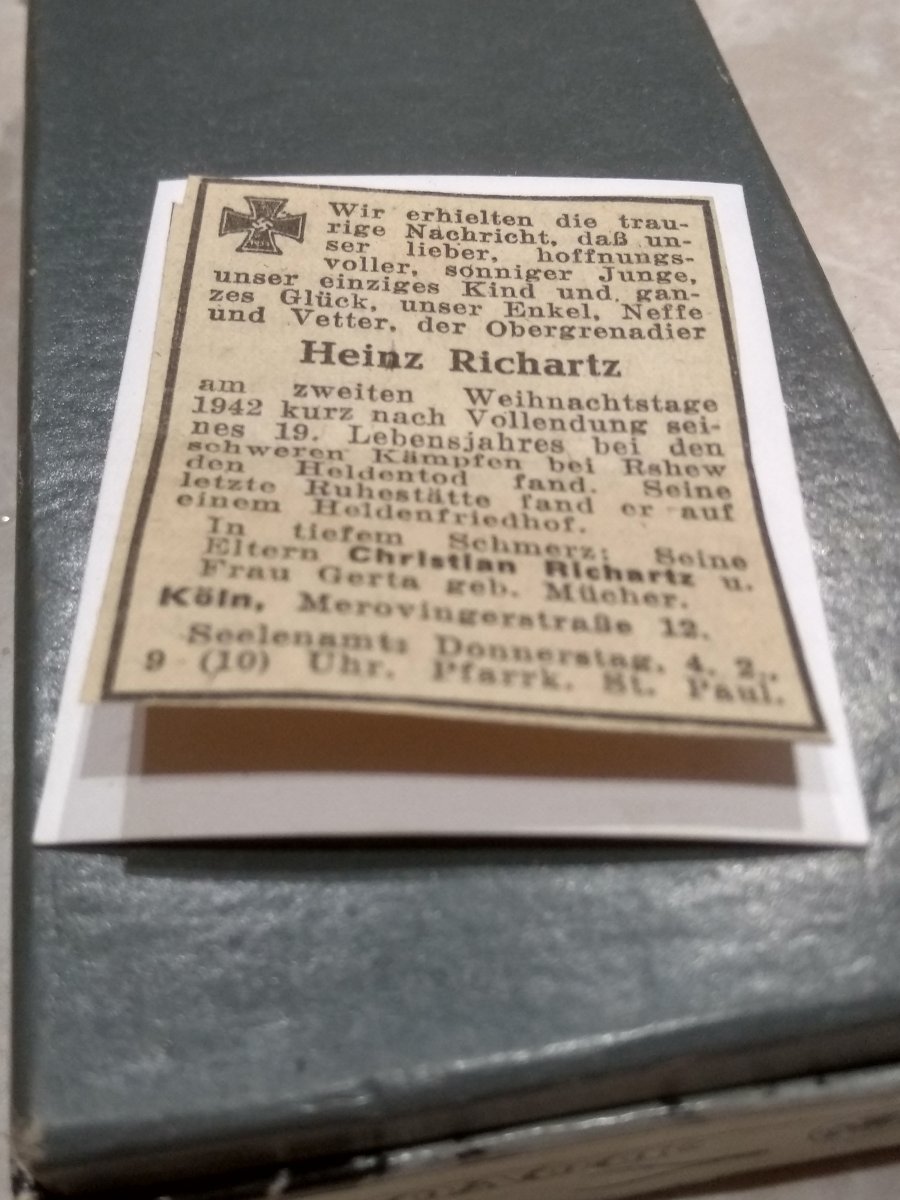 Wir erhielten die trau-
rige Nachricht, daß un-
ser lieber, hoffnungs-
voller, sonniger Junge,
unser einziges Kind und gan-
zes Glück, unser Enkel, Neffe
und Vetter, der Obergrenadier
Heinz Richartz
am zweiten Weihnachtstage
1942 kurz nach Vollendung sei-
nes 19. Lebensjahres bei den
schweren Kämpfen bei Rshew
den Heldentod fand. Seine
letzte Ruhestätte fand er auf
einem Heldenfriedhof.
In tiefem Schmerz: Seine
Eltern Christian Richartz u.
Frau Gerta geb. Mücher.
Köln, Merovingerstraße 12.
Seelenamt: Donnerstag, 4. 2.,
9 (10) Uhr. Pfarrk. St. Paul.